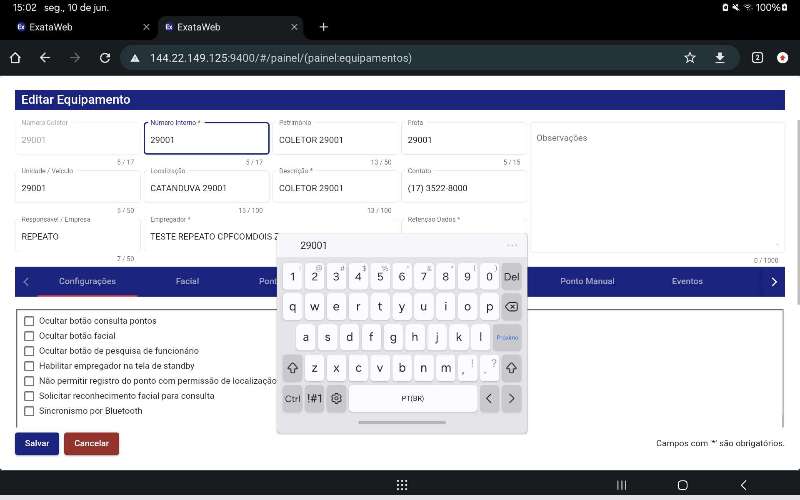 15:02 seg., 10 de jun. 100%
ExataWeb ExataWeb
144.22.149.125:9400/#/painel/(painel:equipamentos) 2
Editar Equipamento
Número Coletor Número Interno * Patrimônio Frota
29001 29001 COLETOR 29001 29001 Observações
5 / 17 5 / 17 13 / 50 5 / 15
Unidade / Veículo Localização Descrição * Contato
29001 CATANDUVA 29001 COLETOR 29001 (17) 3522-8000
5 / 50 15 / 100 13 / 100
Responsável / Empresa Empregador * Retenção Dados *
REPEATO TESTE REPEATO CPFCOMDOIS
7 / 50 0 / 1000
29001
Configurações Facial Pont Ponto Manual Eventos
1 2 3 4 5 6 7 8 9 0 Del
q w e r t y u i o p
a s d f g h j k l Próximo
z x c v b n m , ! . ?
Ctrl !#1 PT(BR)
Ocultar botão consulta pontos
Ocultar botão facial
Ocultar botão de pesquisa de funcionário
Habilitar empregador na tela de standby
Não permitir registro do ponto com permissão de localização
Solicitar reconhecimento facial para consulta
Sincronismo por Bluetooth
Salvar Cancelar Campos com '*' são obrigatórios.